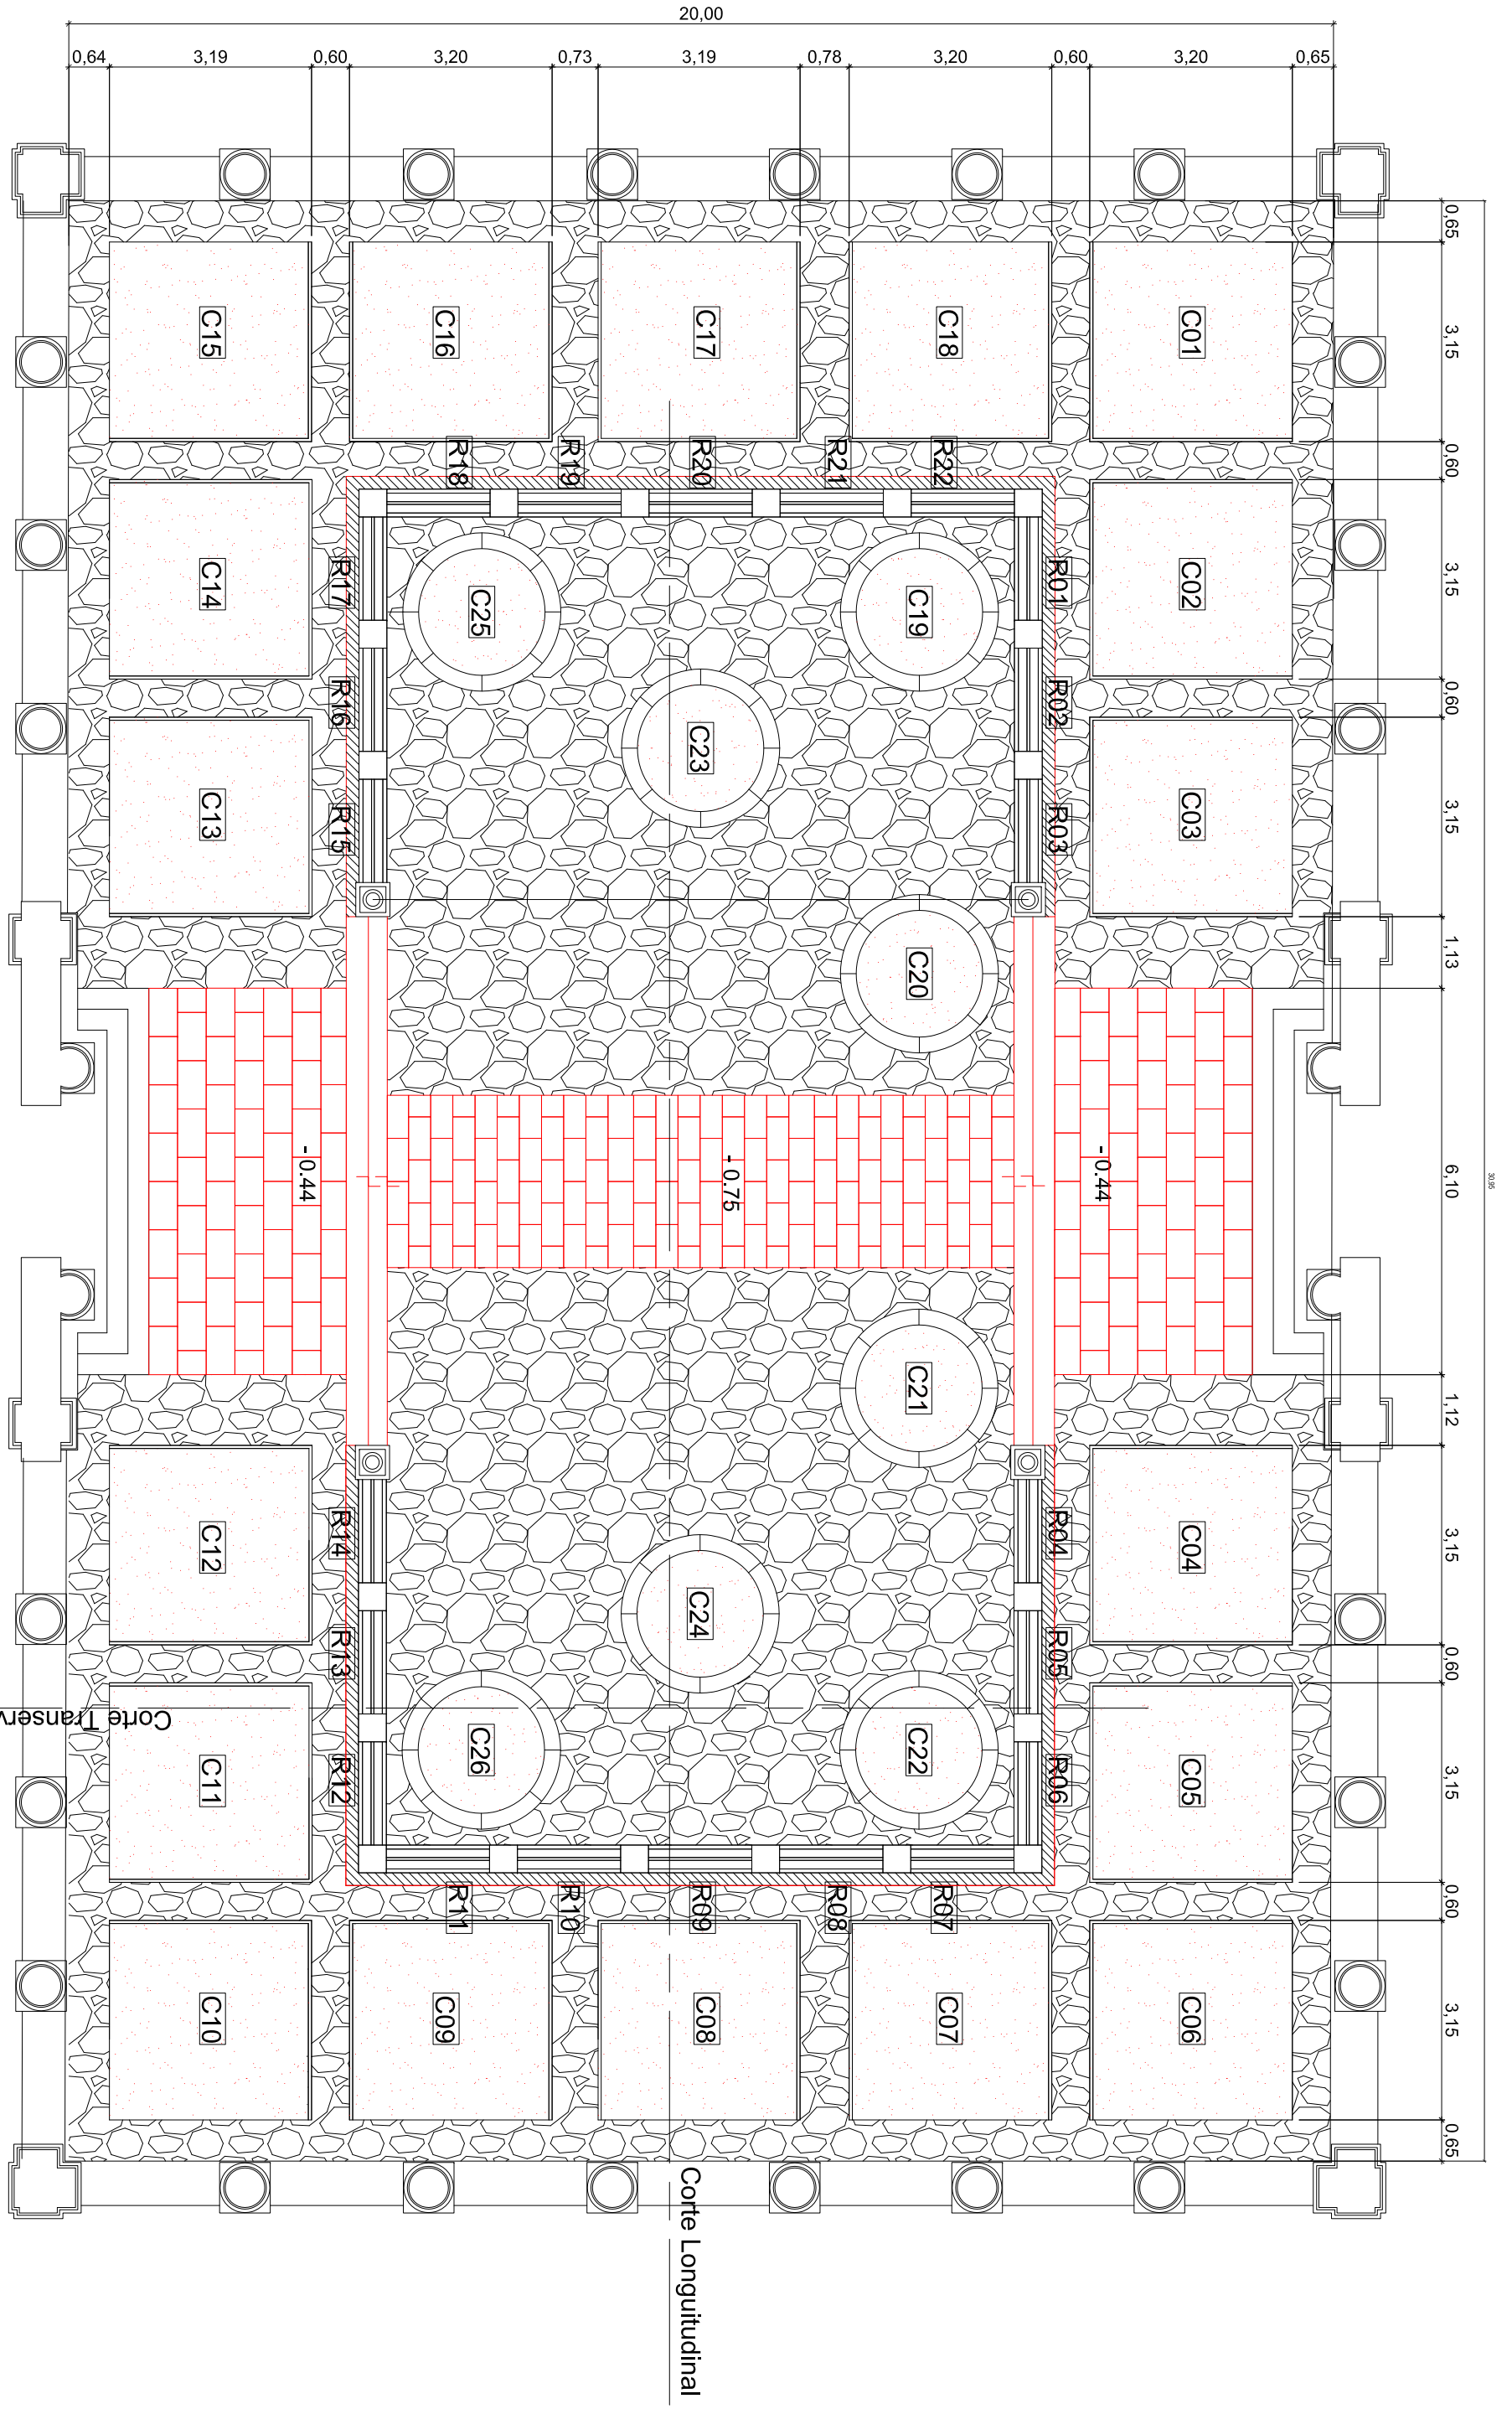 20,00
0,64 3,19 0,60 3,20 0,73 3,19 0,78 3,20 0,60 3,20 0,65
0,65
3,15
0,60
3,15
0,60
3,15
1,13
6,10
1,12
3,15
0,60
3,15
0,60
3,15
0,65
30,95
C15 C16 C17 C18 C01
R18 R19 R20 R21 R22
C14 R17 C25 C19 R01 C02
R16 R02
C23
C13 R15 R03 C03
C20
- 0.44 - 0.75 - 0.44
C21
C12 R14 R04 C04
C24
R13 R05
Corte Transervs
C11 R12 C26 C22 R06 C05
R11 R10 R09 R08 R07
C10 C09 C08 C07 C06
Corte Longuitudinal